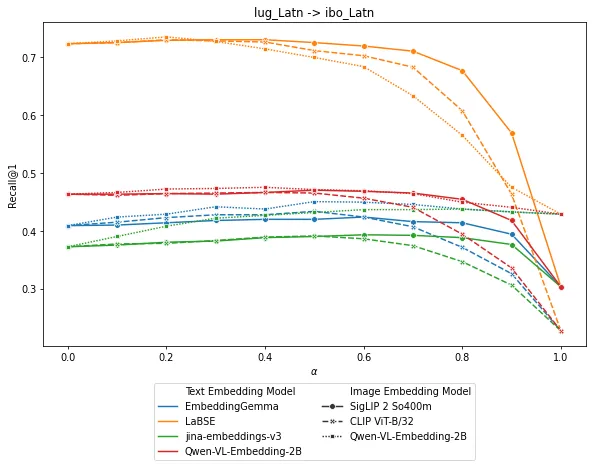 lug_Latn -> ibo_Latn
Recall@1
0.7
0.6
0.5
0.4
0.3
0.0 0.2 0.4 0.6 0.8 1.0
α
Text Embedding Model Image Embedding Model
EmbeddingGemma SigLIP 2 So400m
LaBSE CLIP ViT-B/32
jina-embeddings-v3 Qwen-VL-Embedding-2B
Qwen-VL-Embedding-2B